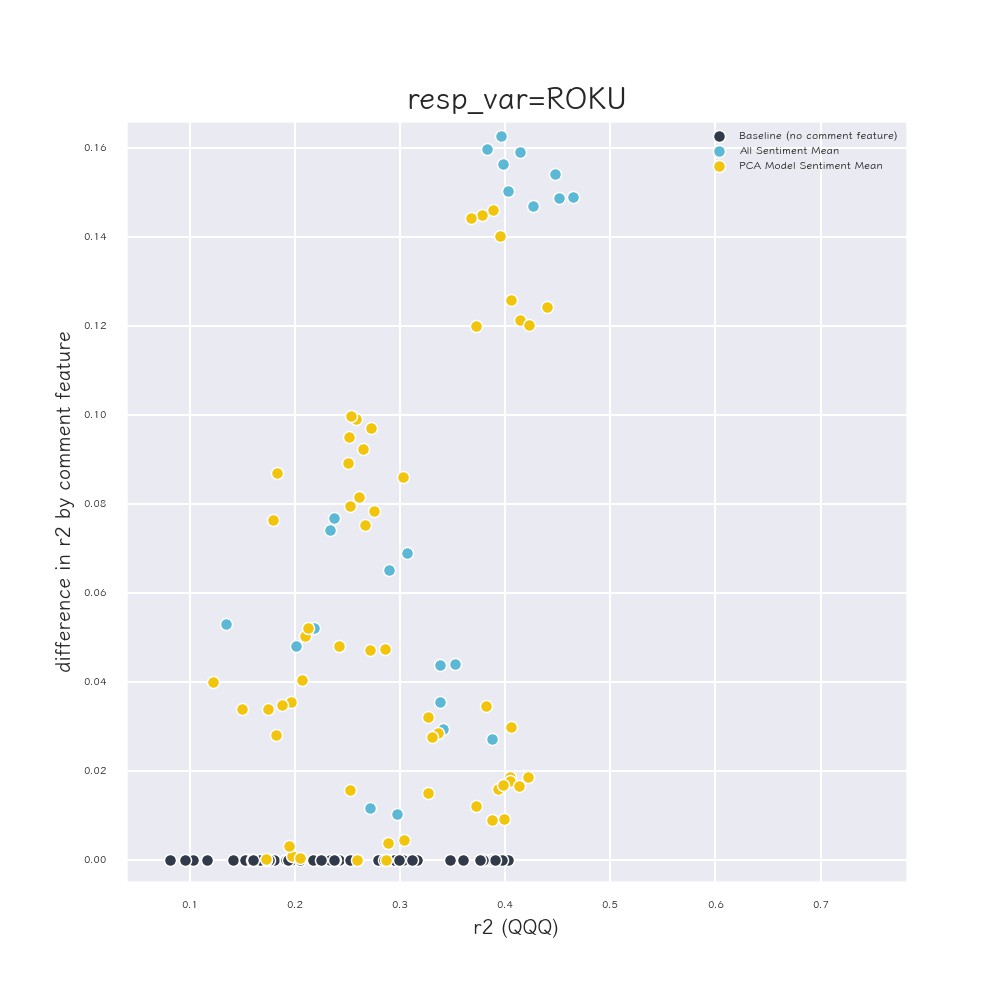 resp_var=ROKU
Baseline (no comment feature)
All Sentiment Mean
PCA Model Sentiment Mean
0.16
0.14
0.12
0.10
0.08
0.06
0.04
0.02
0.00
difference in r2 by comment feature
0.1 0.2 0.3 0.4 0.5 0.6 0.7
r2 (QQQ)